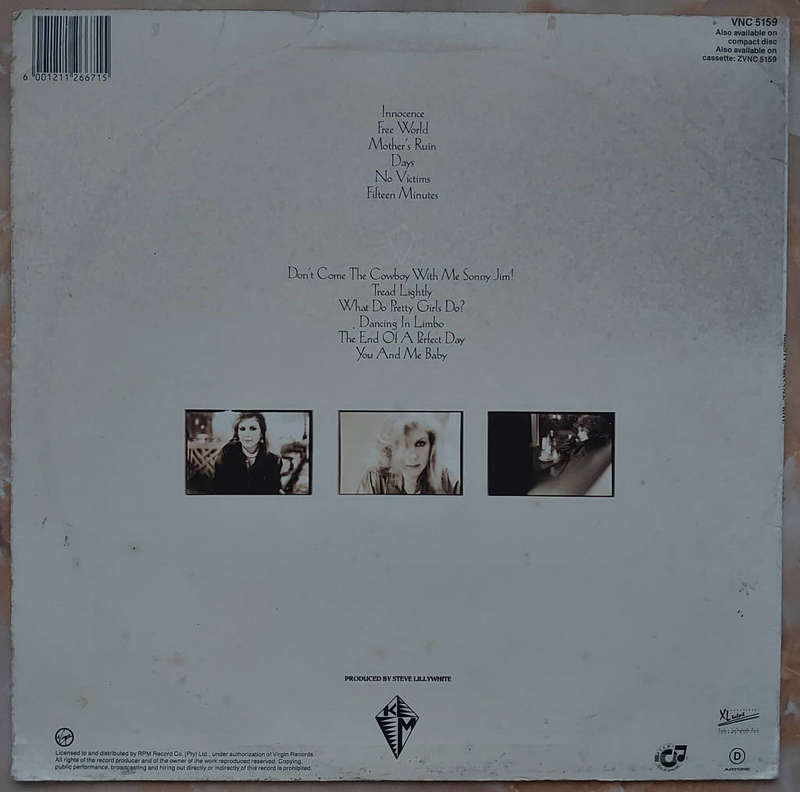 VNC 5159
Also available on
compact disc
Also available on
cassette: ZVNC 5159
6 001211 266715
Innocence
Free World
Mother's Ruin
Days
No Victims
Fifteen Minutes
Don't Come The Cowboy With Me Sonny Jim!
Tread Lightly
What Do Pretty Girls Do?
Dancing In Limbo
The End Of A Perfect Day
You And Me Baby
PRODUCED BY STEVE LILLYWHITE
K M
Virgin
Licensed to and distributed by RPM Record Co. (Pty) Ltd., under authorization of Virgin Records.
All rights of the record producer and of the owner of the work reproduced reserved. Copying,
public performance, broadcasting and hiring out directly or indirectly of this record is prohibited.
XL
D